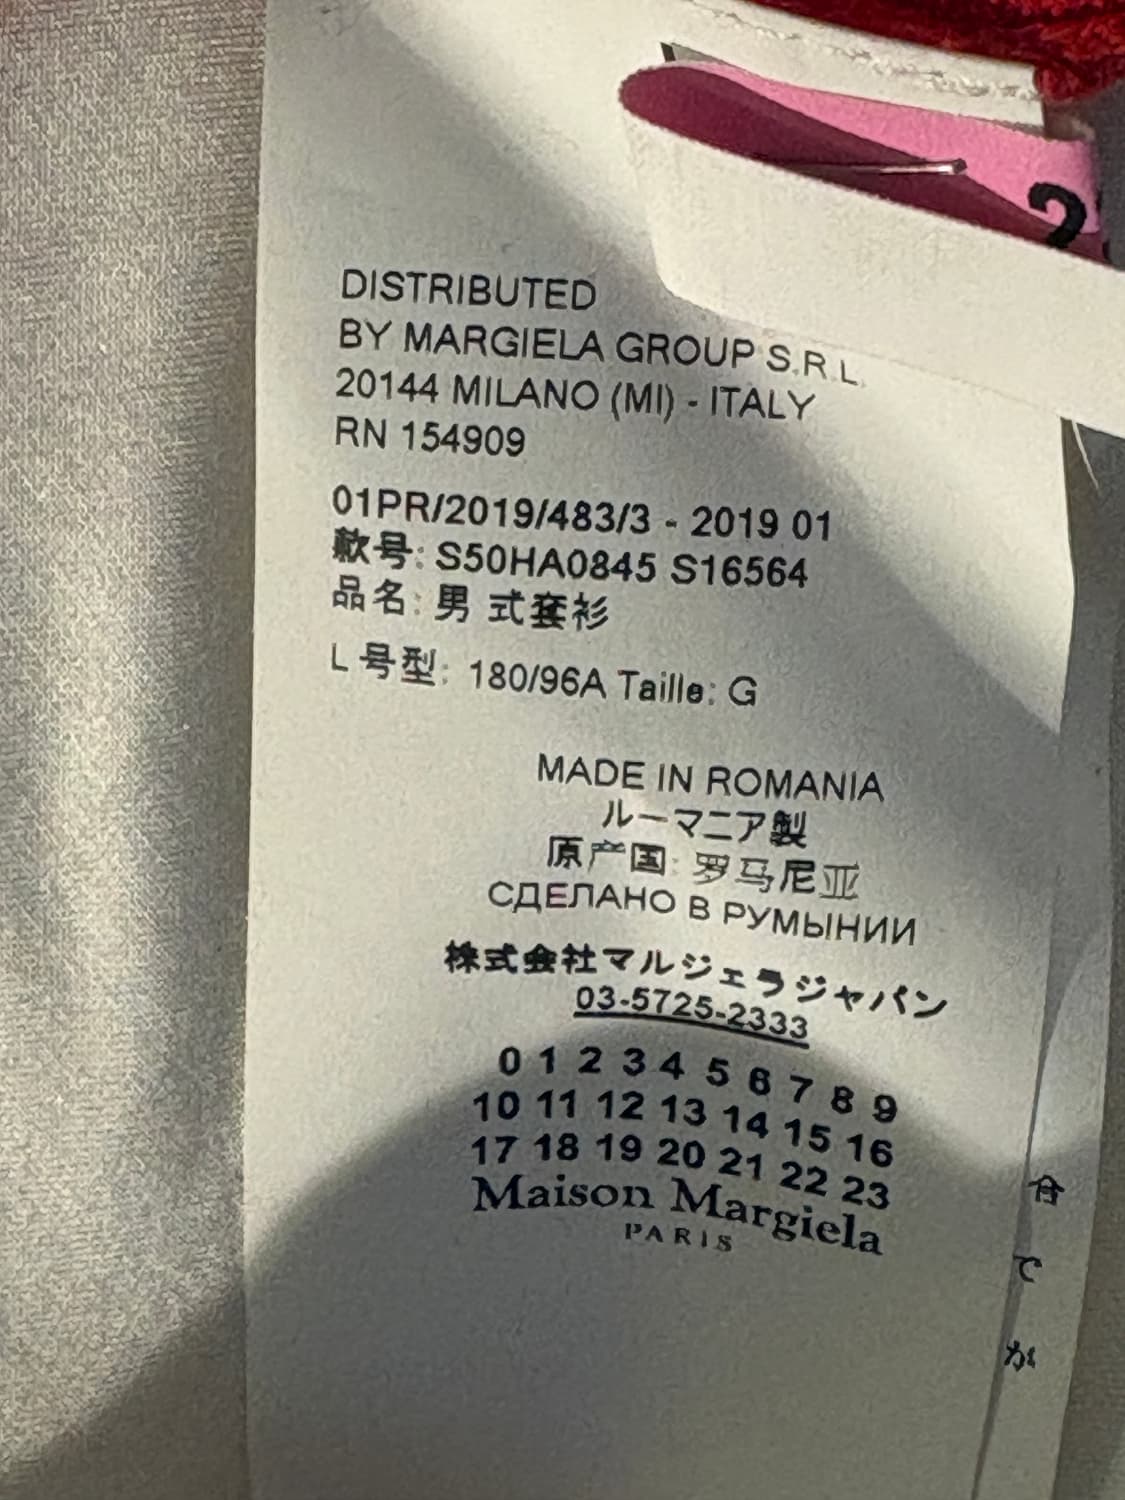 2
DISTRIBUTED
BY MARGIELA GROUP S.R.L.
20144 MILANO (MI) - ITALY
RN 154909
01PR/2019/483/3 - 2019 01
款号: S50HA0845 S16564
品名: 男 式套衫
L 号型: 180/96A Taille: G
MADE IN ROMANIA
ルーマニア製
原产国: 罗马尼亚
СДЕЛАНО В РУМЫНИИ
株式会社マルジェラジャパン
03-5725-2333
0 1 2 3 4 5 6 7 8 9
10 11 12 13 14 15 16
17 18 19 20 21 22 23
Maison Margiela
PARIS
て
が